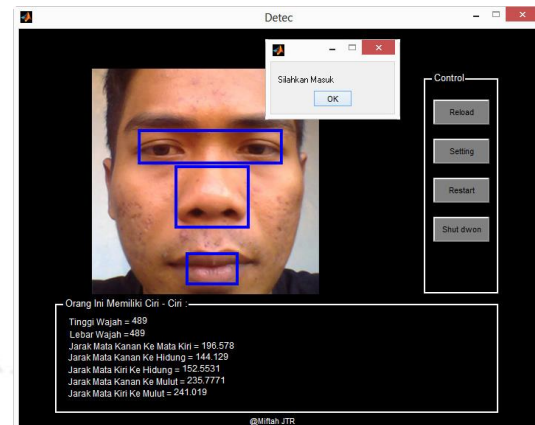 Detec
Silahkan Masuk
OK
Control
Reload
Setting
Restart
Shut dwon
Orang Ini Memiliki Ciri - Ciri :
Tinggi Wajah = 489
Lebar Wajah = 489
Jarak Mata Kanan Ke Mata Kiri = 196.578
Jarak Mata Kanan Ke Hidung = 144.129
Jarak Mata Kiri Ke Hidung = 152.5531
Jarak Mata Kanan Ke Mulut = 235.7771
Jarak Mata Kiri Ke Mulut = 241.019
@Miftah JTR